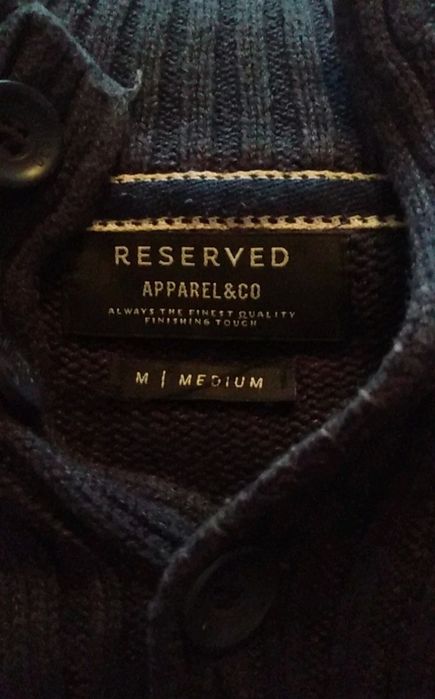 RESERVED
APPAREL&CO
ALWAYS THE FINEST QUALITY
FINISHING TOUCH
M | MEDIUM